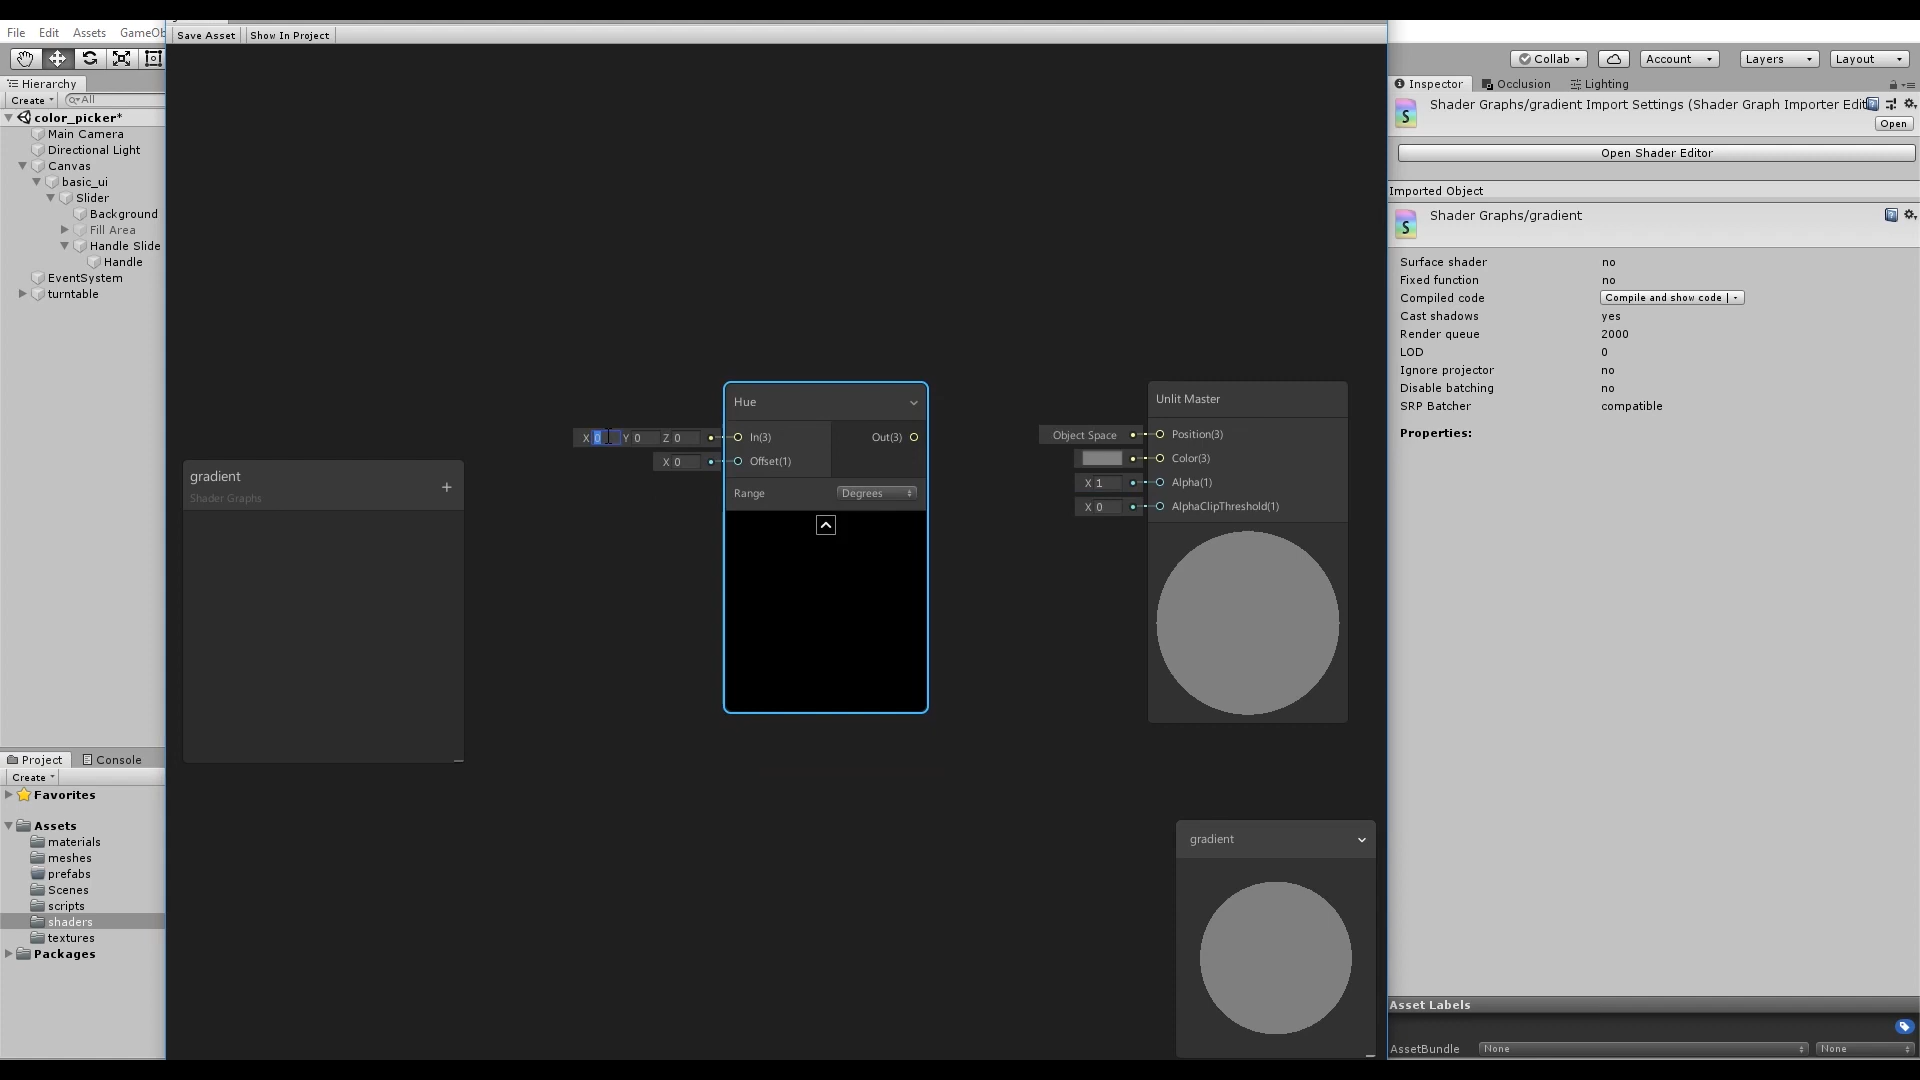 Save Asset
Show In Project
File
Edit
Assets
GameOb
Collab
Account
Layers
Layout
Hierarchy
Create
All
color_picker*
Main Camera
Directional Light
Canvas
basic_ui
Slider
Background
Fill Area
Handle Slide
Handle
EventSystem
turntable
Project
Console
Create
Favorites
Assets
materials
meshes
prefabs
Scenes
scripts
shaders
textures
Packages
gradient
Shader Graphs
X 0 Y 0 Z 0
X 0
Hue
In(3)
Out(3)
Offset(1)
Range
Degrees
Object Space
X 1
X 0
Unlit Master
Position(3)
Color(3)
Alpha(1)
AlphaClipThreshold(1)
gradient
Inspector
Occlusion
Lighting
Shader Graphs/gradient Import Settings (Shader Graph Importer Edit
Open
Open Shader Editor
Imported Object
Shader Graphs/gradient
Surface shader no
Fixed function no
Compiled code Compile and show code
Cast shadows yes
Render queue 2000
LOD 0
Ignore projector no
Disable batching no
SRP Batcher compatible
Properties:
Asset Labels
AssetBundle None None